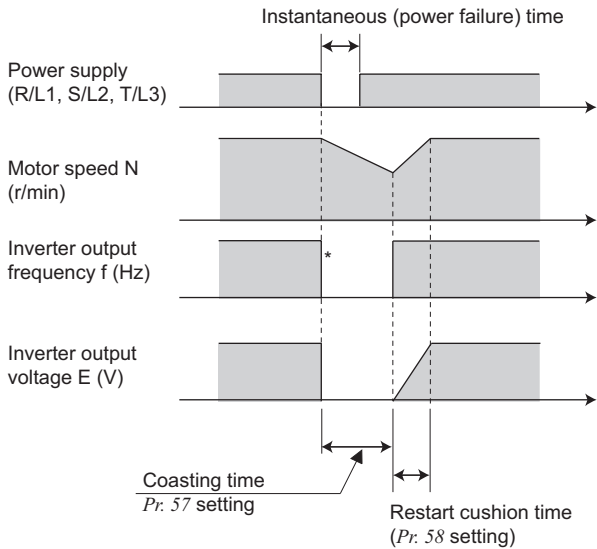 Instantaneous (power failure) time
Power supply
(R/L1, S/L2, T/L3)
Motor speed N
(r/min)
Inverter output
frequency f (Hz)
*
Inverter output
voltage E (V)
Coasting time
Pr. 57 setting
Restart cushion time
(Pr. 58 setting)